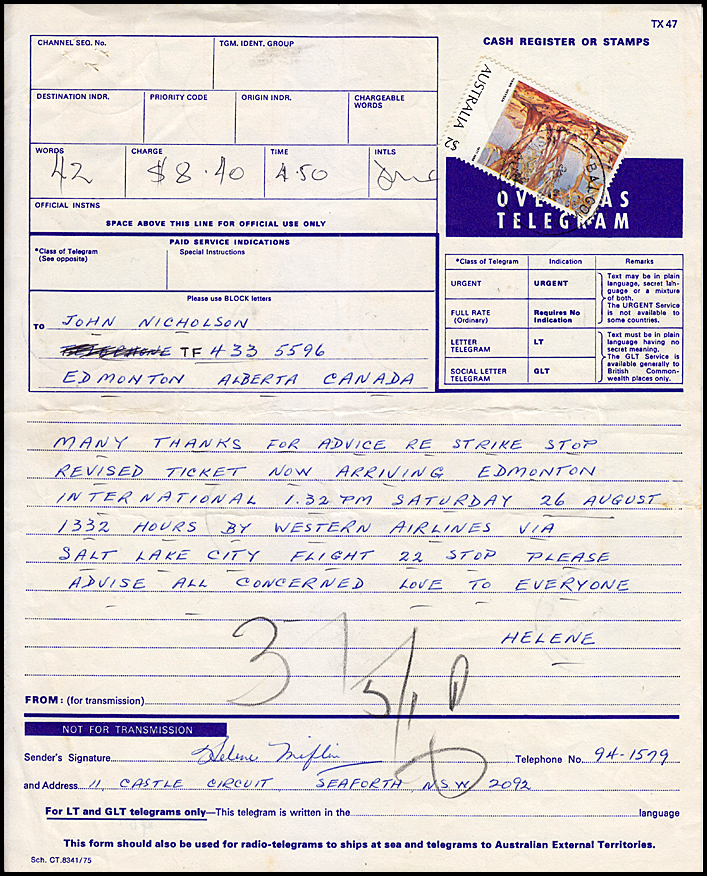 TX 47
CASH REGISTER OR STAMPS
CHANNEL SEQ. No.
TGM. IDENT. GROUP
DESTINATION INDR.
PRIORITY CODE
ORIGIN INDR.
CHARGEABLE WORDS
WORDS
42
CHARGE
$8.40
TIME
4.50
INTLS
OFFICIAL INSTNS
SPACE ABOVE THIS LINE FOR OFFICIAL USE ONLY
AUSTRALIA
$2
BALGO
OVE AS
TELEGRAM
*Class of Telegram
(See opposite)
PAID SERVICE INDICATIONS
Special Instructions
Please use BLOCK letters
TO JOHN NICHOLSON
TF 433 5596
EDMONTON ALBERTA CANADA
*Class of Telegram Indication Remarks
URGENT URGENT
FULL RATE (Ordinary) Requires No Indication
Text may be in plain language, secret lah-guage or a mixture of both.
The URGENT Service is not available to some countries.
LETTER TELEGRAM LT
SOCIAL LETTER TELEGRAM GLT
Text must be in plain language having no secret meaning.
The GLT Service is available generally to British Common-wealth places only.
MANY THANKS FOR ADVICE RE STRIKE STOP
REVISED TICKET NOW ARRIVING EDMONTON
INTERNATIONAL 1.32 PM SATURDAY 26 AUGUST
1332 HOURS BY WESTERN AIRLINES VIA
SALT LAKE CITY FLIGHT 22 STOP PLEASE
ADVISE ALL CONCERNED LOVE TO EVERYONE
HELENE
FROM: (for transmission)
NOT FOR TRANSMISSION
Sender's Signature Helene Miflin Telephone No. 94-1579
and Address 11, CASTLE CIRCUIT, SEAFORTH, NSW 2092
For LT and GLT telegrams only—This telegram is written in the language
This form should also be used for radio-telegrams to ships at sea and telegrams to Australian External Territories.
Sch. CT.8341/75